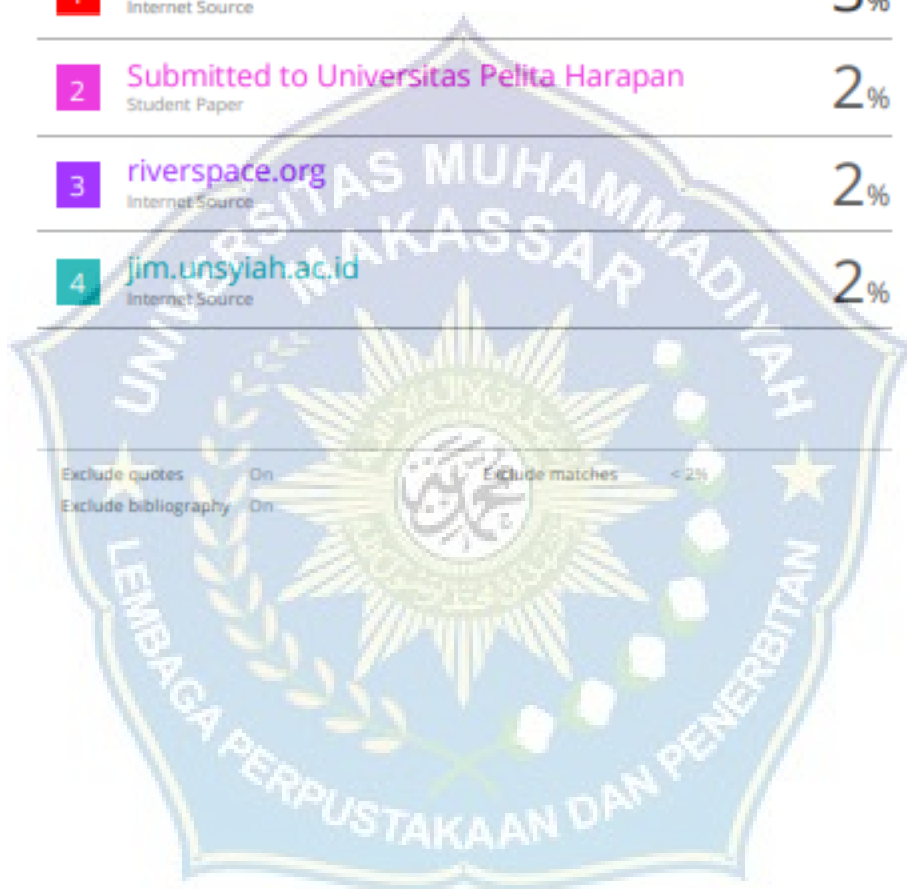 Internet Source
2 Submitted to Universitas Pelita Harapan 2%
Student Paper
3 riverspace.org 2%
Internet Source
4 jim.unsyiah.ac.id 2%
Internet Source
Exclude quotes On Exclude matches < 2%
Exclude bibliography On
UNIVERSITAS MUHAMMADIYAH
MAKASSAR
LEMBAGA PERPUSTAKAAN DAN PENERBITAN